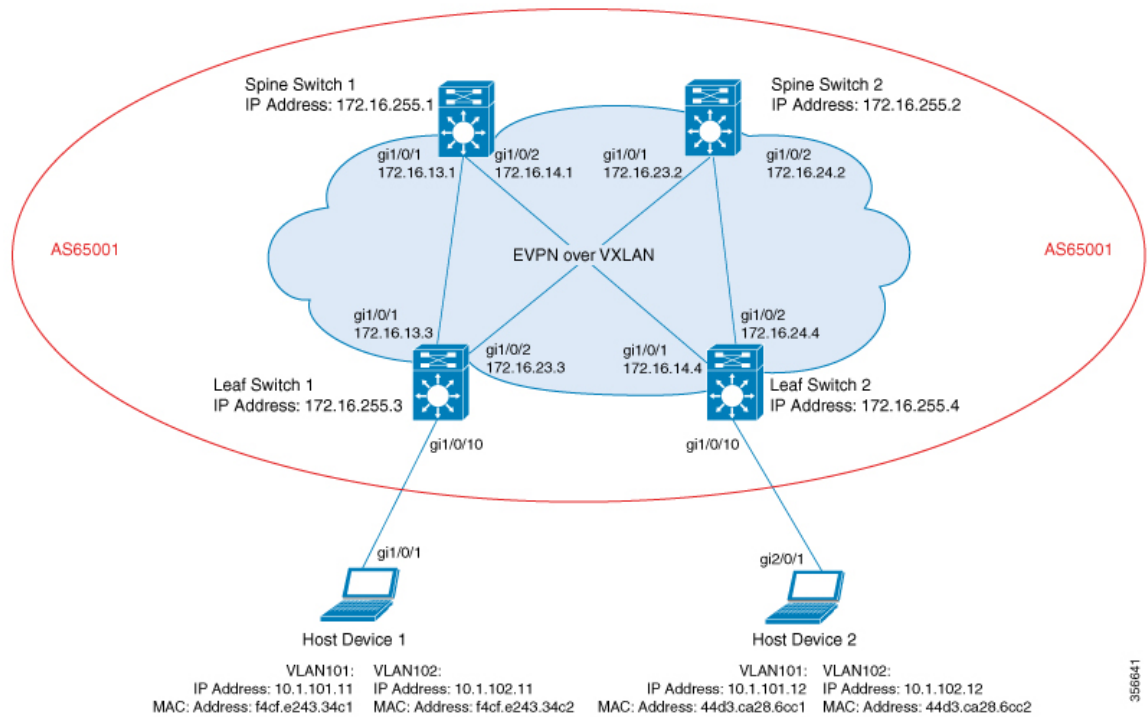 Spine Switch 1
IP Address: 172.16.255.1
Spine Switch 2
IP Address: 172.16.255.2
gi1/0/1
172.16.13.1
gi1/0/2
172.16.14.1
gi1/0/1
172.16.23.2
gi1/0/2
172.16.24.2
AS65001
EVPN over VXLAN
AS65001
gi1/0/1
172.16.13.3
gi1/0/2
172.16.23.3
gi1/0/1
172.16.14.4
gi1/0/2
172.16.24.4
Leaf Switch 1
IP Address: 172.16.255.3
Leaf Switch 2
IP Address: 172.16.255.4
gi1/0/10
gi1/0/10
gi1/0/1
gi2/0/1
Host Device 1
VLAN101:
IP Address: 10.1.101.11
MAC: Address: f4cf.e243.34c1
VLAN102:
IP Address: 10.1.102.11
MAC: Address: f4cf.e243.34c2
Host Device 2
VLAN101:
IP Address: 10.1.101.12
MAC: Address: 44d3.ca28.6cc1
VLAN102:
IP Address: 10.1.102.12
MAC: Address: 44d3.ca28.6cc2
356641